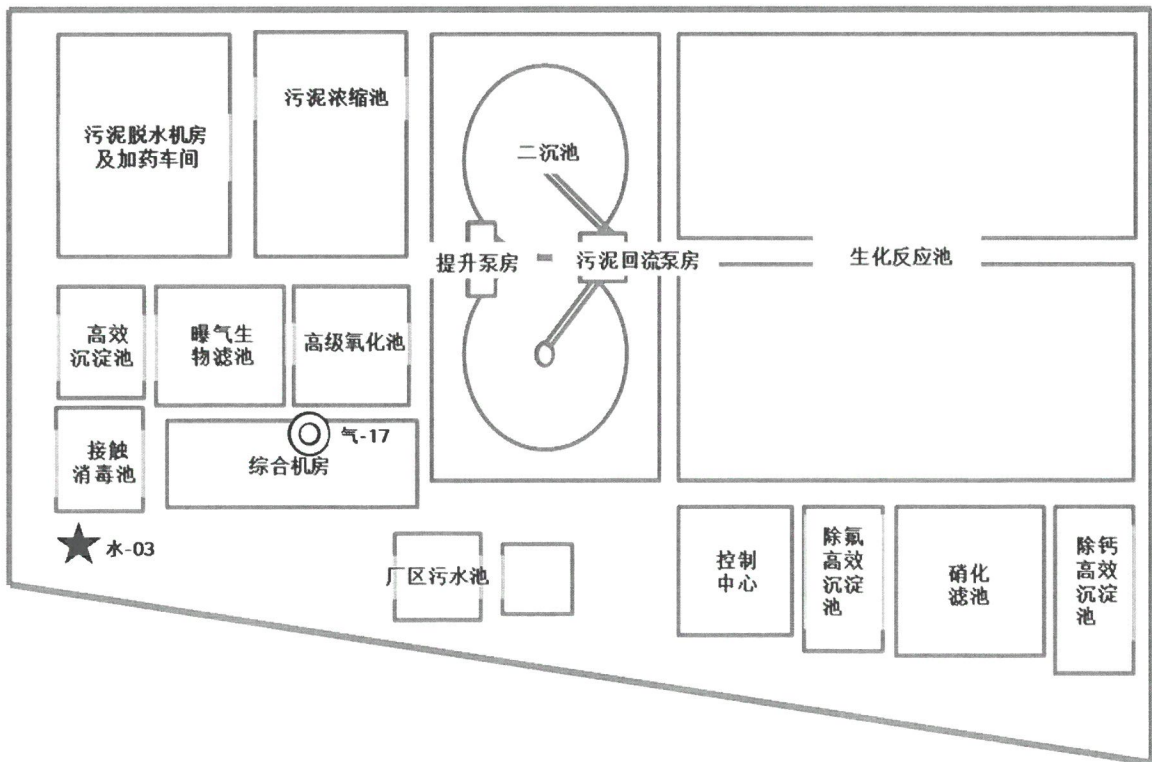 污泥脱水机房
及加药车间
污泥浓缩池
二沉池
提升泵房
污泥回流泵房
生化反应池
高效
沉淀池
曝气生
物滤池
高级氧化池
接触
消毒池
综合机房
气-17
水-03
厂区污水池
控制
中心
除氟
高效
沉淀
池
硝化
滤池
除钙
高效
沉淀
池